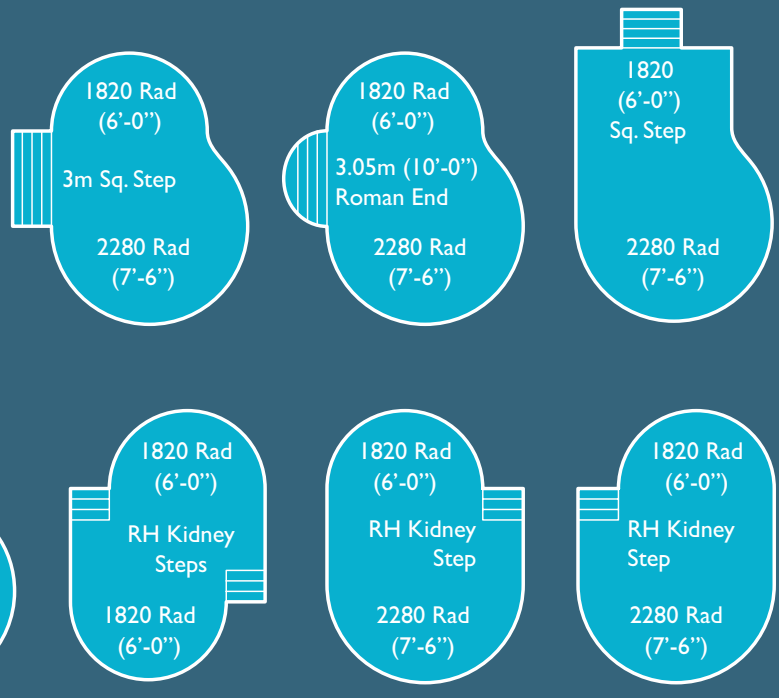 1820 Rad
(6'-0”)
3m Sq. Step
2280 Rad
(7'-6”)
1820 Rad
(6'-0”)
3.05m (10'-0”)
Roman End
2280 Rad
(7'-6”)
1820
(6'-0”)
Sq. Step
2280 Rad
(7'-6”)
1820 Rad
(6'-0”)
RH Kidney
Steps
1820 Rad
(6'-0”)
1820 Rad
(6'-0”)
RH Kidney
Step
2280 Rad
(7'-6”)
1820 Rad
(6'-0”)
RH Kidney
Step
2280 Rad
(7'-6”)